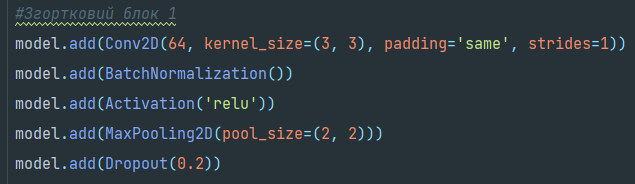 #Згортковий блок 1
model.add(Conv2D(64, kernel_size=(3, 3), padding='same', strides=1))
model.add(BatchNormalization())
model.add(Activation('relu'))
model.add(MaxPooling2D(pool_size=(2, 2)))
model.add(Dropout(0.2))